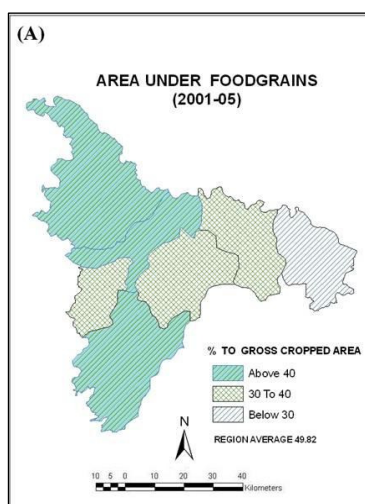 (A)
AREA UNDER FOODGRAINS
(2001-05)
% TO GROSS CROPPED AREA
Above 40
30 To 40
Below 30
REGION AVERAGE 49.82
N
10 5 0 10 20 30 40
Kilometers